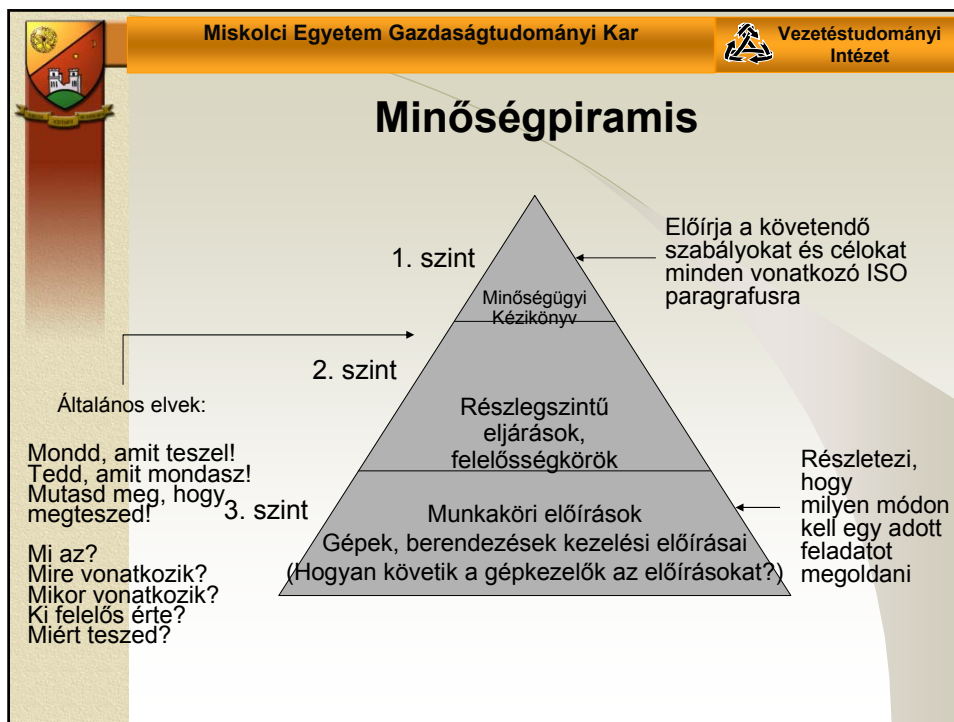 Miskolci Egyetem Gazdaságtudományi Kar
Vezetéstudományi
Intézet
Minőségpiramis
1. szint
Minőségügyi
Kézikönyv
Előírja a követendő
szabályokat és célokat
minden vonatkozó ISO
paragrafusra
2. szint
Részlegszintű
eljárások,
felelősségkörök
Általános elvek:
Mondd, amit teszel!
Tedd, amit mondasz!
Mutasd meg, hogy
megteszed!
Mi az?
Mire vonatkozik?
Mikor vonatkozik?
Ki felelős érte?
Miért teszed?
3. szint
Munkaköri előírások
Gépek, berendezések kezelési előírásai
(Hogyan követik a gépkezelők az előírásokat?)
Részletezi,
hogy
milyen módon
kell egy adott
feladatot
megoldani